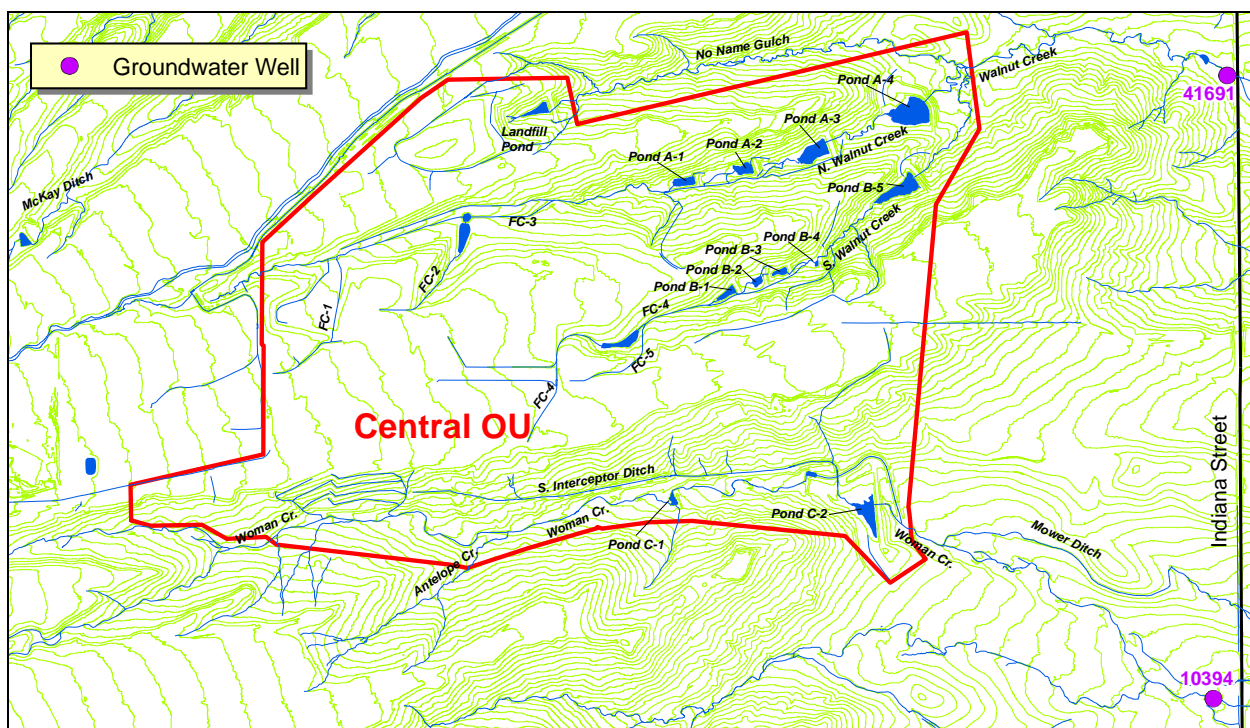 Groundwater Well
No Name Gulch
Walnut Creek
41691
Pond A-4
Landfill
Pond
Pond A-3
Pond A-2
Pond A-1
N. Walnut Creek
McKay Ditch
Pond B-5
FC-3
Pond B-4
S. Walnut Creek
Pond B-3
Pond B-2
Pond B-1
FC-2
FC-1
FC-4
FC-5
FC-4
Central OU
S. Interceptor Ditch
Indiana Street
Woman Cr.
Woman Cr.
Pond C-2
Pond C-1
Woman Cr.
Mower Ditch
Antelope Cr.
10394